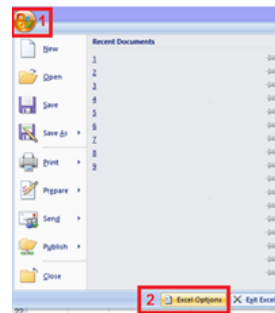 1
New
Open
Save
Save As
Print
Prepare
Send
Publish
Close
Recent Documents
1
2
3
4
5
6
7
8
9
2
Excel Options
Exit Excel